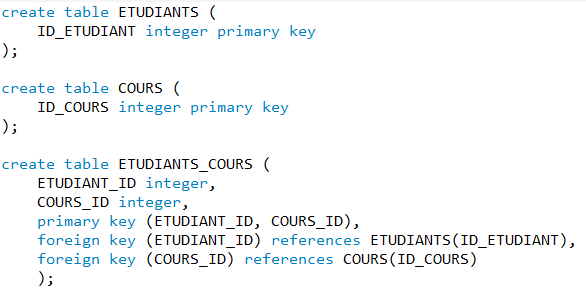 create table ETUDIANTS (
    ID_ETUDIANT integer primary key
);
create table COURS (
    ID_COURS integer primary key
);
create table ETUDIANTS_COURS (
    ETUDIANT_ID integer,
    COURS_ID integer,
    primary key (ETUDIANT_ID, COURS_ID),
    foreign key (ETUDIANT_ID) references ETUDIANTS(ID_ETUDIANT),
    foreign key (COURS_ID) references COURS(ID_COURS)
    );